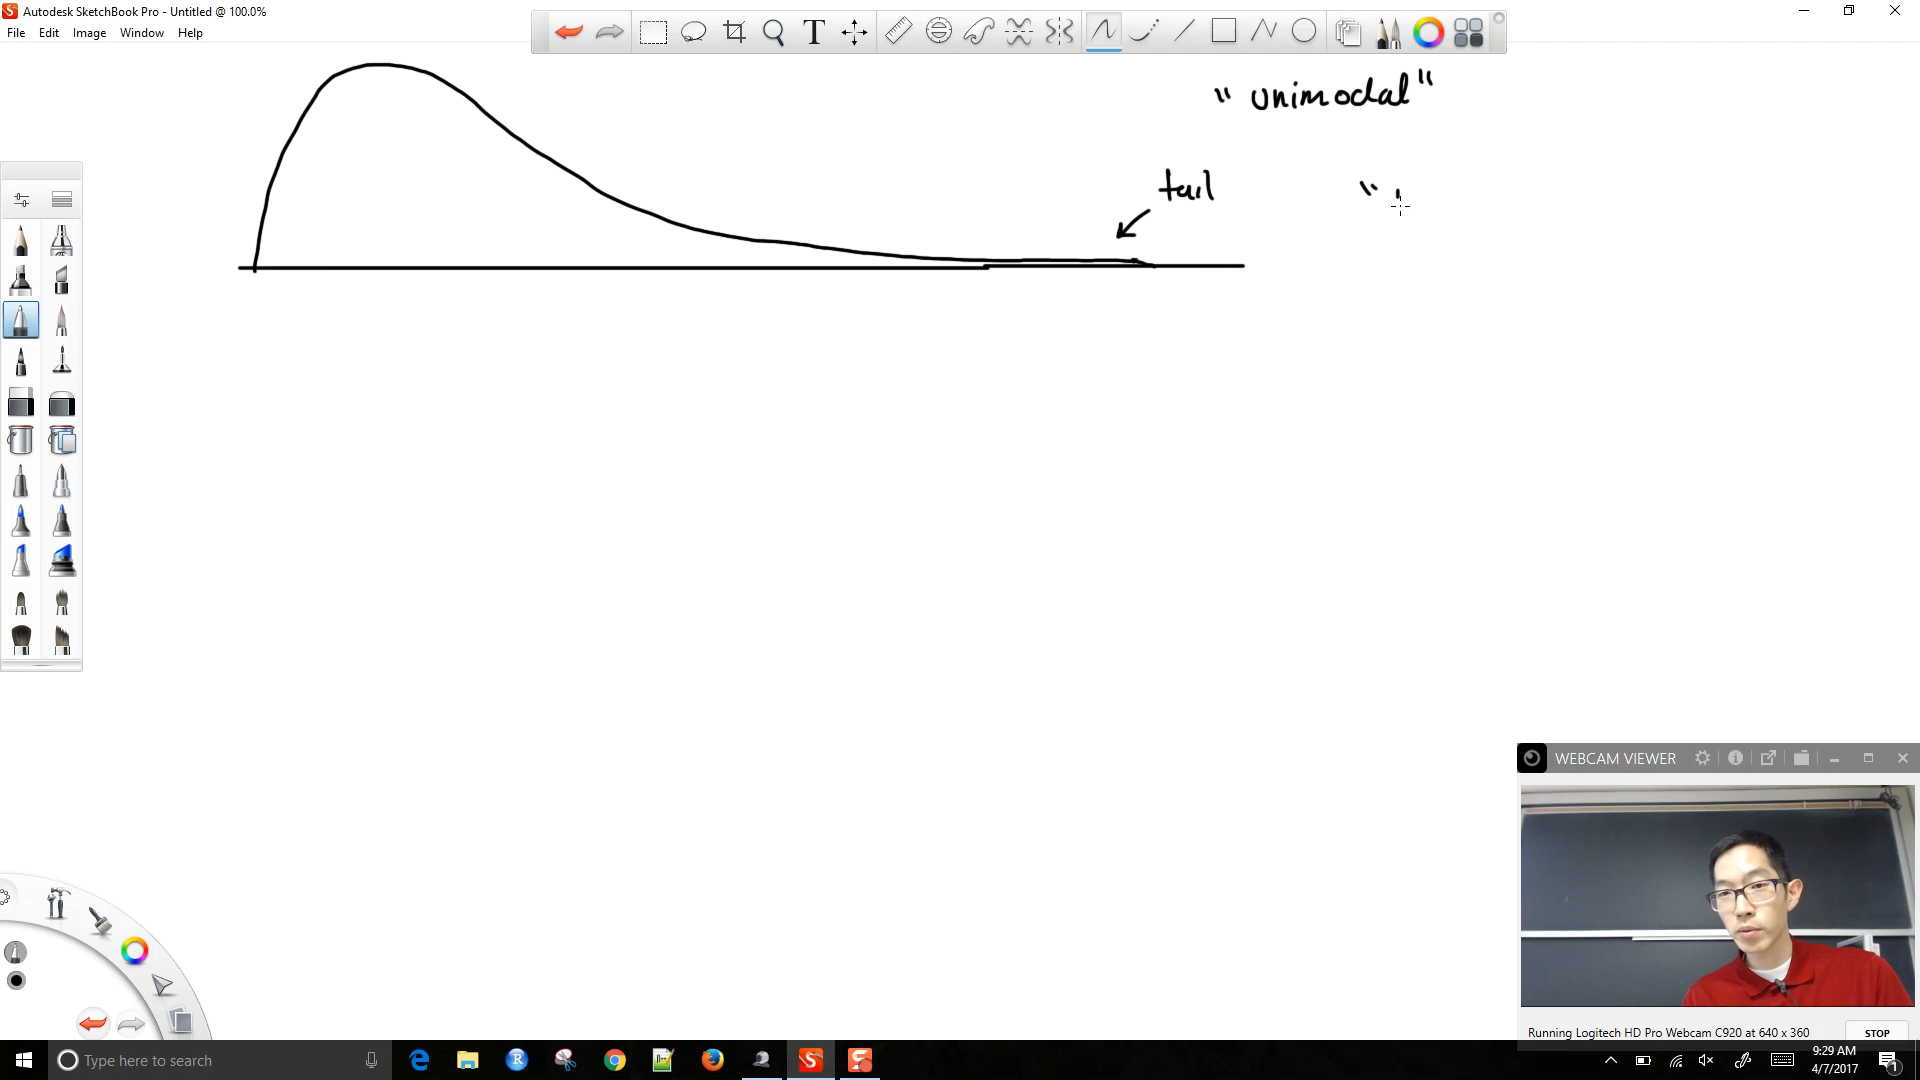 Autodesk SketchBook Pro - Untitled @ 100.0%
File Edit Image Window Help
T
"unimodal"
tail
"
WEBCAM VIEWER
Running Logitech HD Pro Webcam C920 at 640 x 360
STOP
Type here to search
9:29 AM
4/7/2017
1